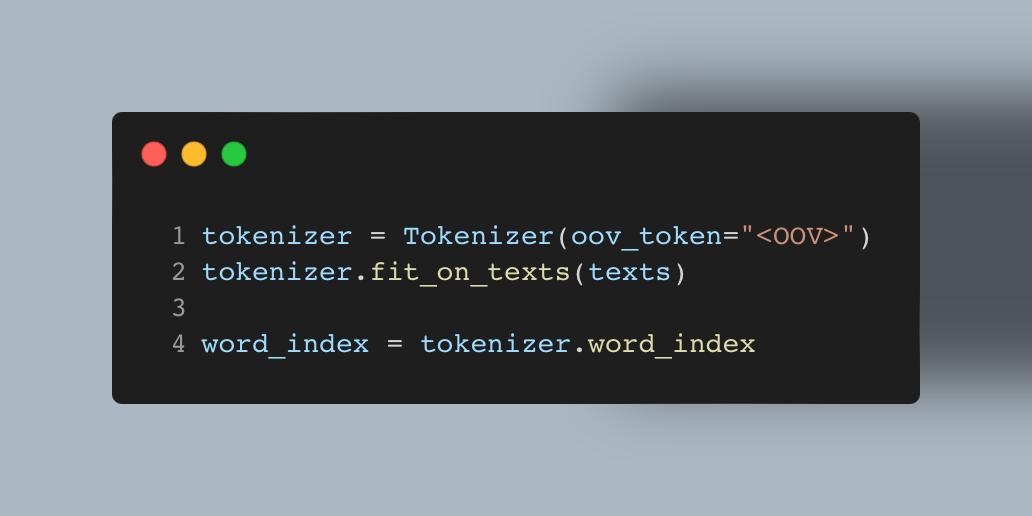 1 tokenizer = Tokenizer(oov_token="<OOV>")
2 tokenizer.fit_on_texts(texts)
3
4 word_index = tokenizer.word_index